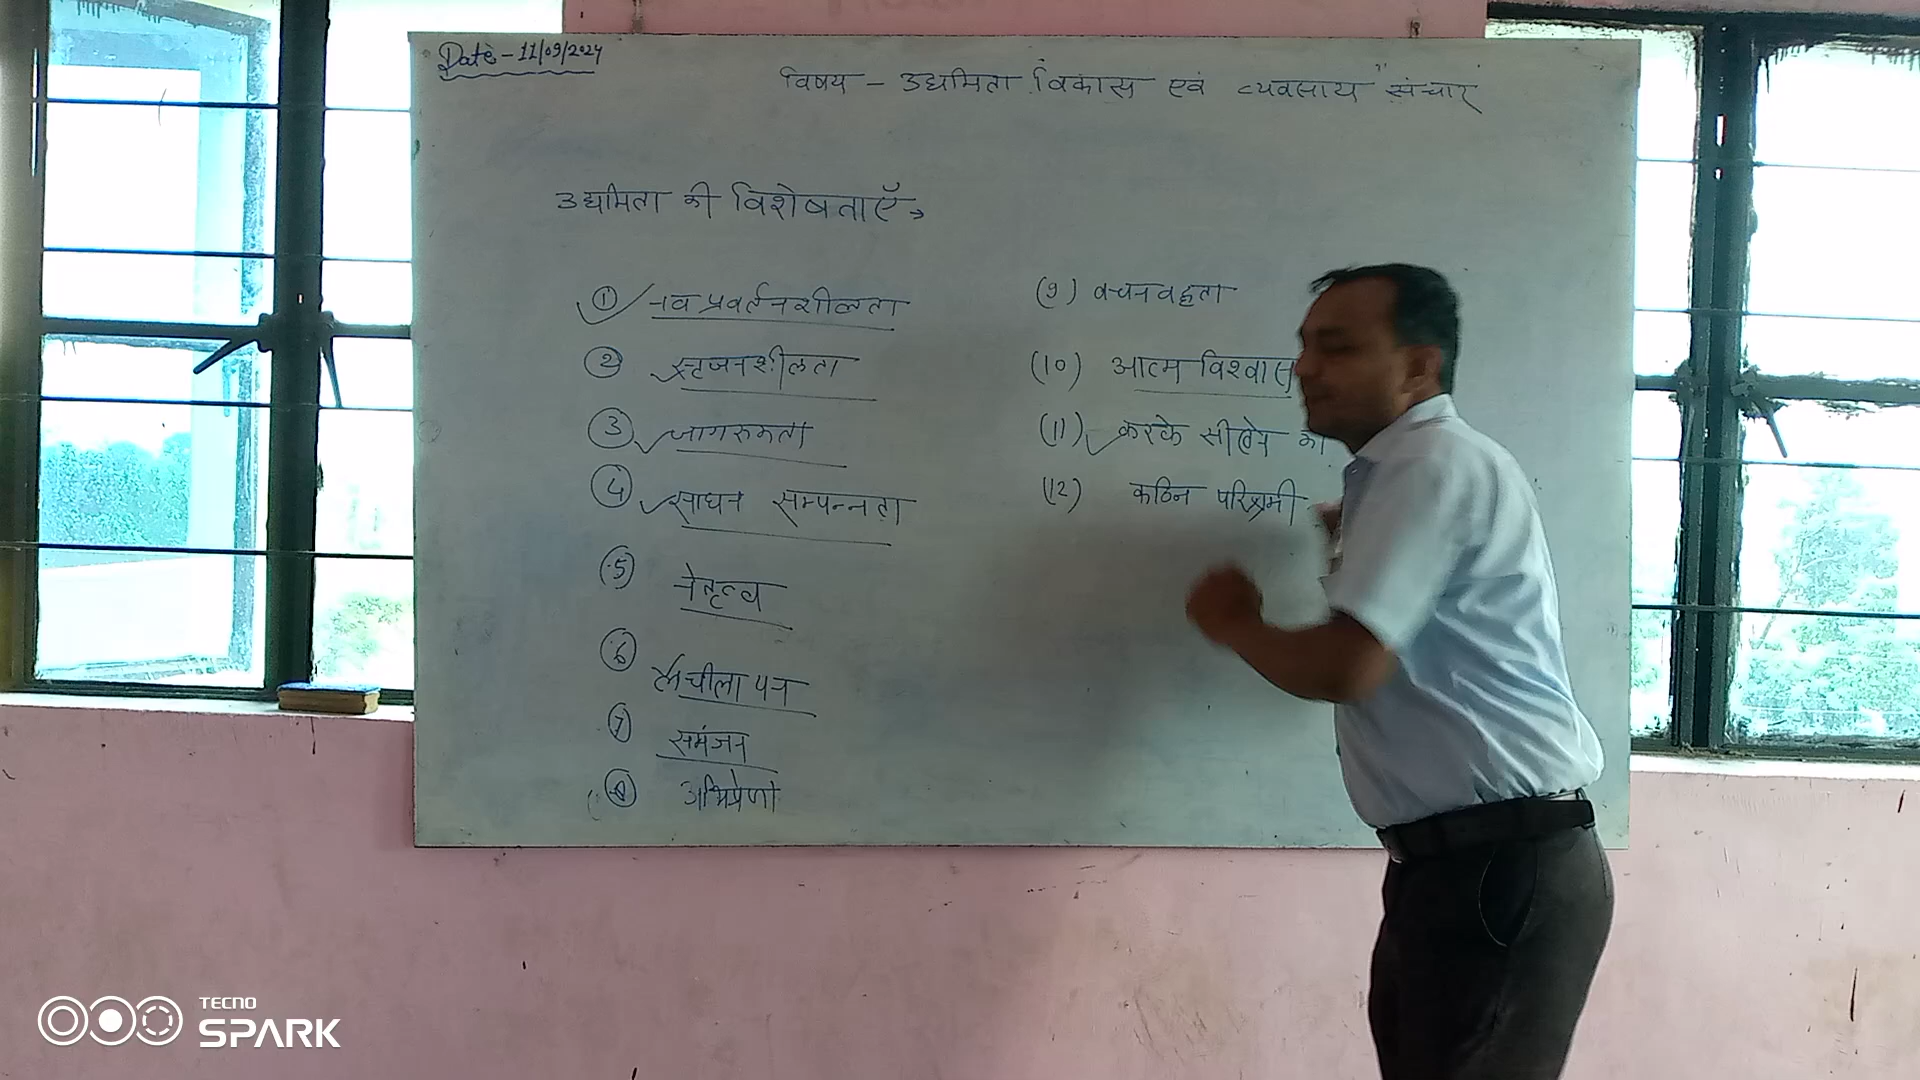 Date - 11/09/2024
विषय - उद्यमिता विकास एवं व्यवसाय संचार
उद्यमिता की विशेषताएँ →
① नव प्रवर्तनशीलता
② सृजनशीलता
③ जागरुकता
④ साधन सम्पन्नता
(5) नेतृत्व
(6) लचीला पन
(7) समंजन
(8) अभिप्रेणा
(9) वचनवद्धता
(10) आत्म विश्वास
(11) करके सीखने का
(12) कठिन परिश्रमी
TECNO
SPARK